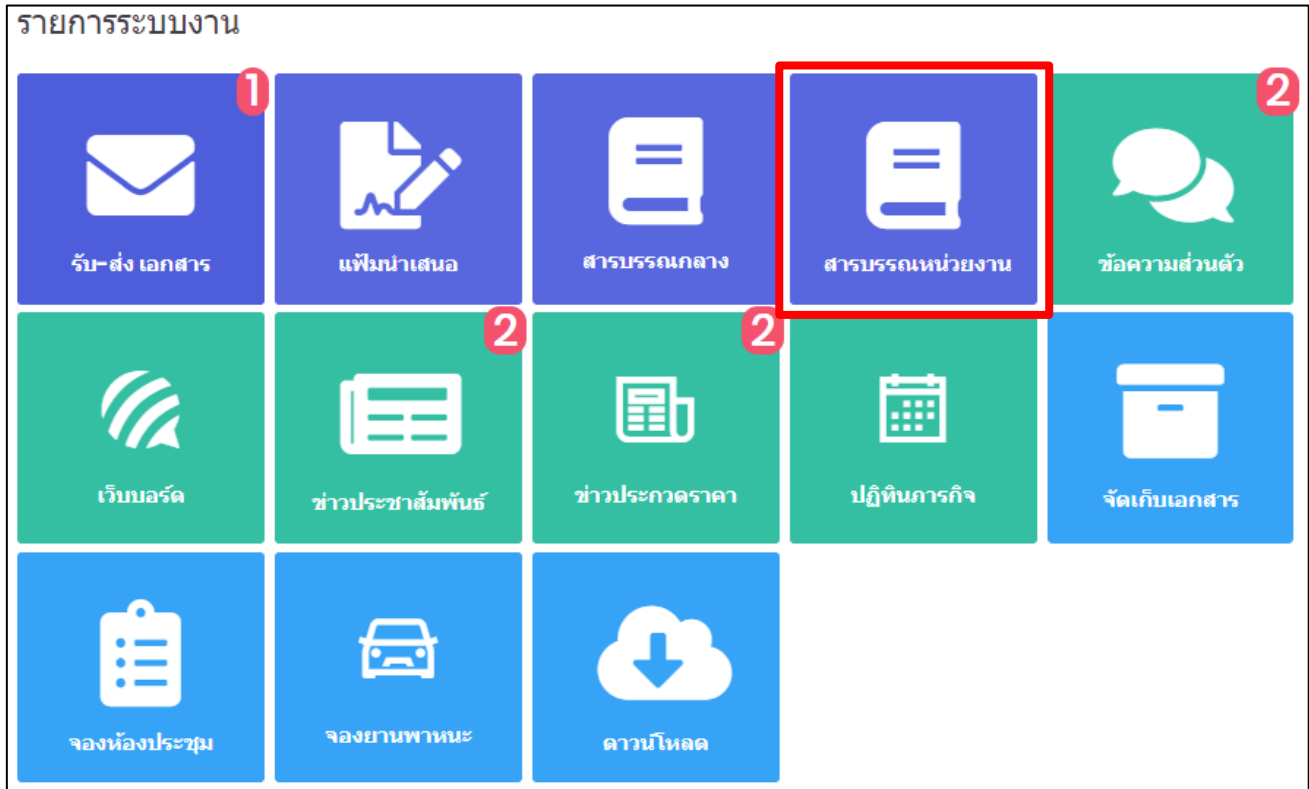 รายการระบบงาน
1
รับ-ส่ง เอกสาร
แฟ้มนำเสนอ
สารบรรณกลาง
สารบรรณหน่วยงาน
2
ข้อความส่วนตัว
เว็บบอร์ด
2
ข่าวประชาสัมพันธ์
2
ข่าวประกวดราคา
ปฏิทินภารกิจ
จัดเก็บเอกสาร
จองห้องประชุม
จองยานพาหนะ
ดาวน์โหลด